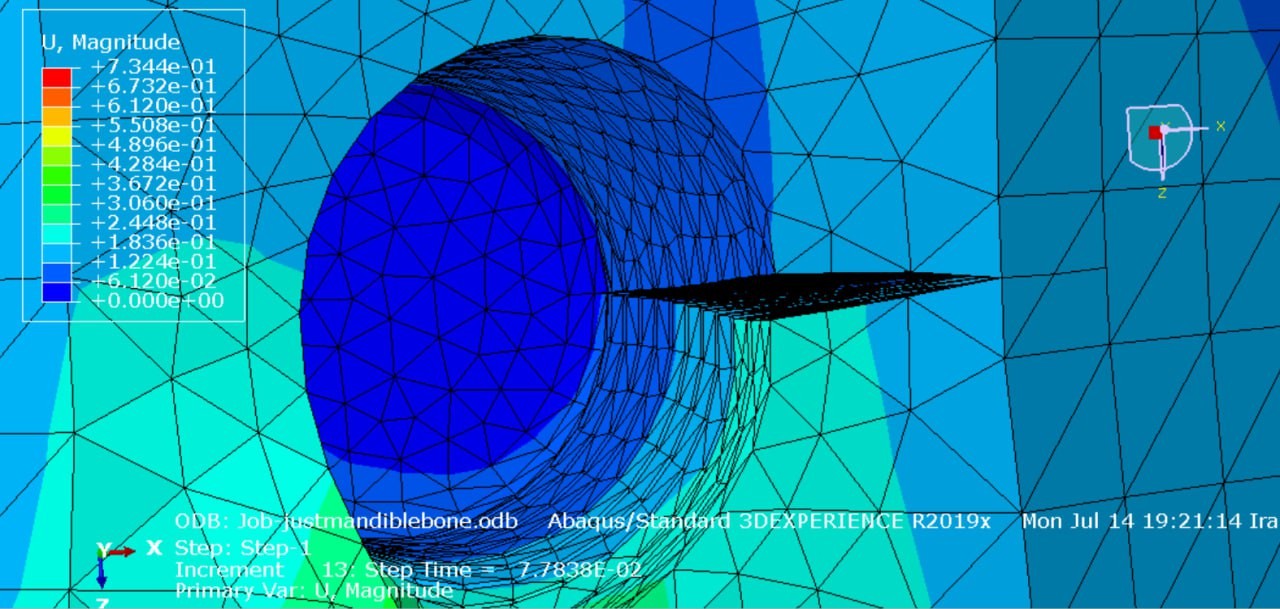 U, Magnitude
+7.344e-01
+6.732e-01
+6.120e-01
+5.508e-01
+4.896e-01
+4.284e-01
+3.672e-01
+3.060e-01
+2.448e-01
+1.836e-01
+1.224e-01
+6.120e-02
+0.000e+00
X
Z
ODB: Job-justmandiblebone.odb Abaqus/Standard 3DEXPERIENCE R2019x Mon Jul 14 19:21:14 Ira
Y X Step: Step-1
Increment 13: Step Time = 7.7838E-02
Primary Var: U, Magnitude
Z